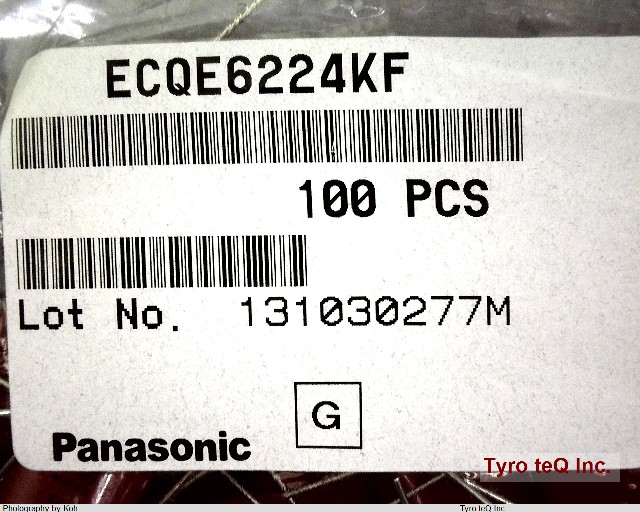 ECQE6224KF
100 PCS
Lot No. 131030277M
G
Panasonic
Tyro teQ Inc.
Photography by Koh
Tyro teQ Inc